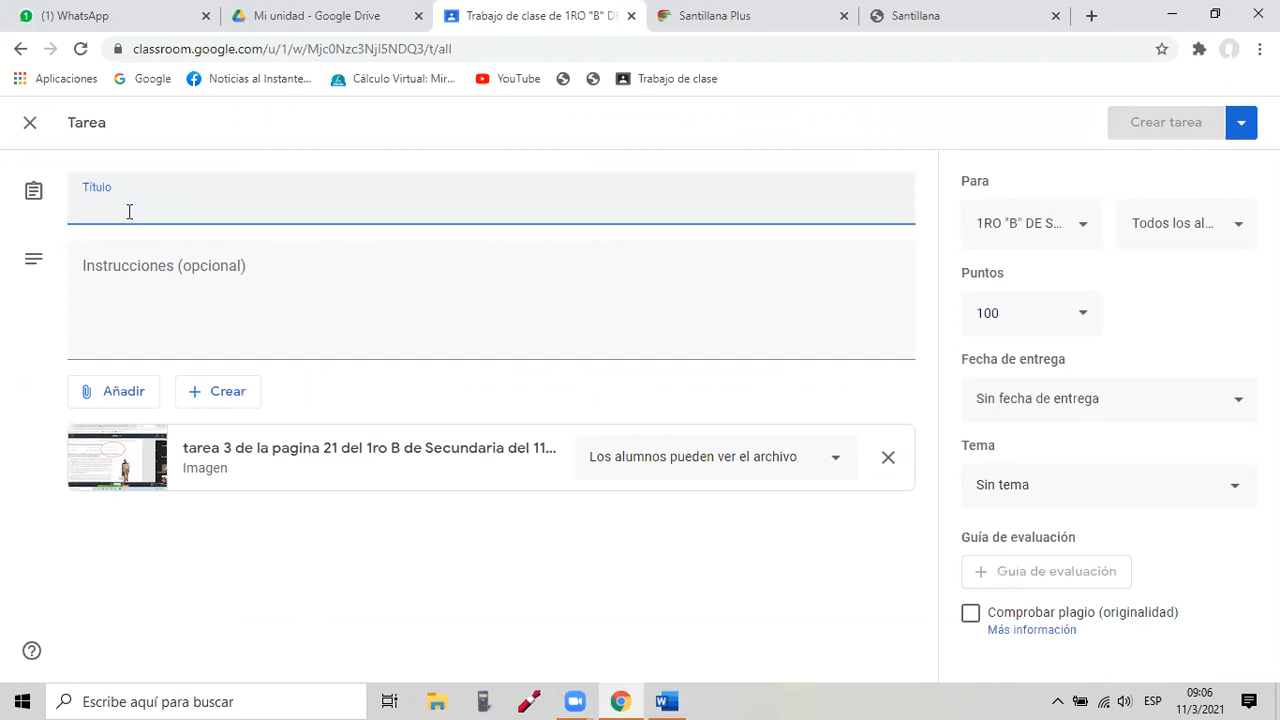 (1) WhatsApp
Mi unidad - Google Drive
Trabajo de clase de 1RO "B" DE
Santillana Plus
Santillana
classroom.google.com/u/1/w/Mjc0Nzc3NjI5NDQ3/t/all
Aplicaciones
Google
Noticias al Instante...
Cálculo Virtual: Mir...
YouTube
Trabajo de clase
Tarea
Crear tarea
Título
Instrucciones (opcional)
Añadir
Crear
tarea 3 de la pagina 21 del 1ro B de Secundaria del 11...
Imagen
Los alumnos pueden ver el archivo
Para
1RO "B" DE S...
Todos los al...
Puntos
100
Fecha de entrega
Sin fecha de entrega
Tema
Sin tema
Guía de evaluación
Guía de evaluación
Comprobar plagio (originalidad)
Más información
Escribe aquí para buscar
ESP
09:06
11/3/2021